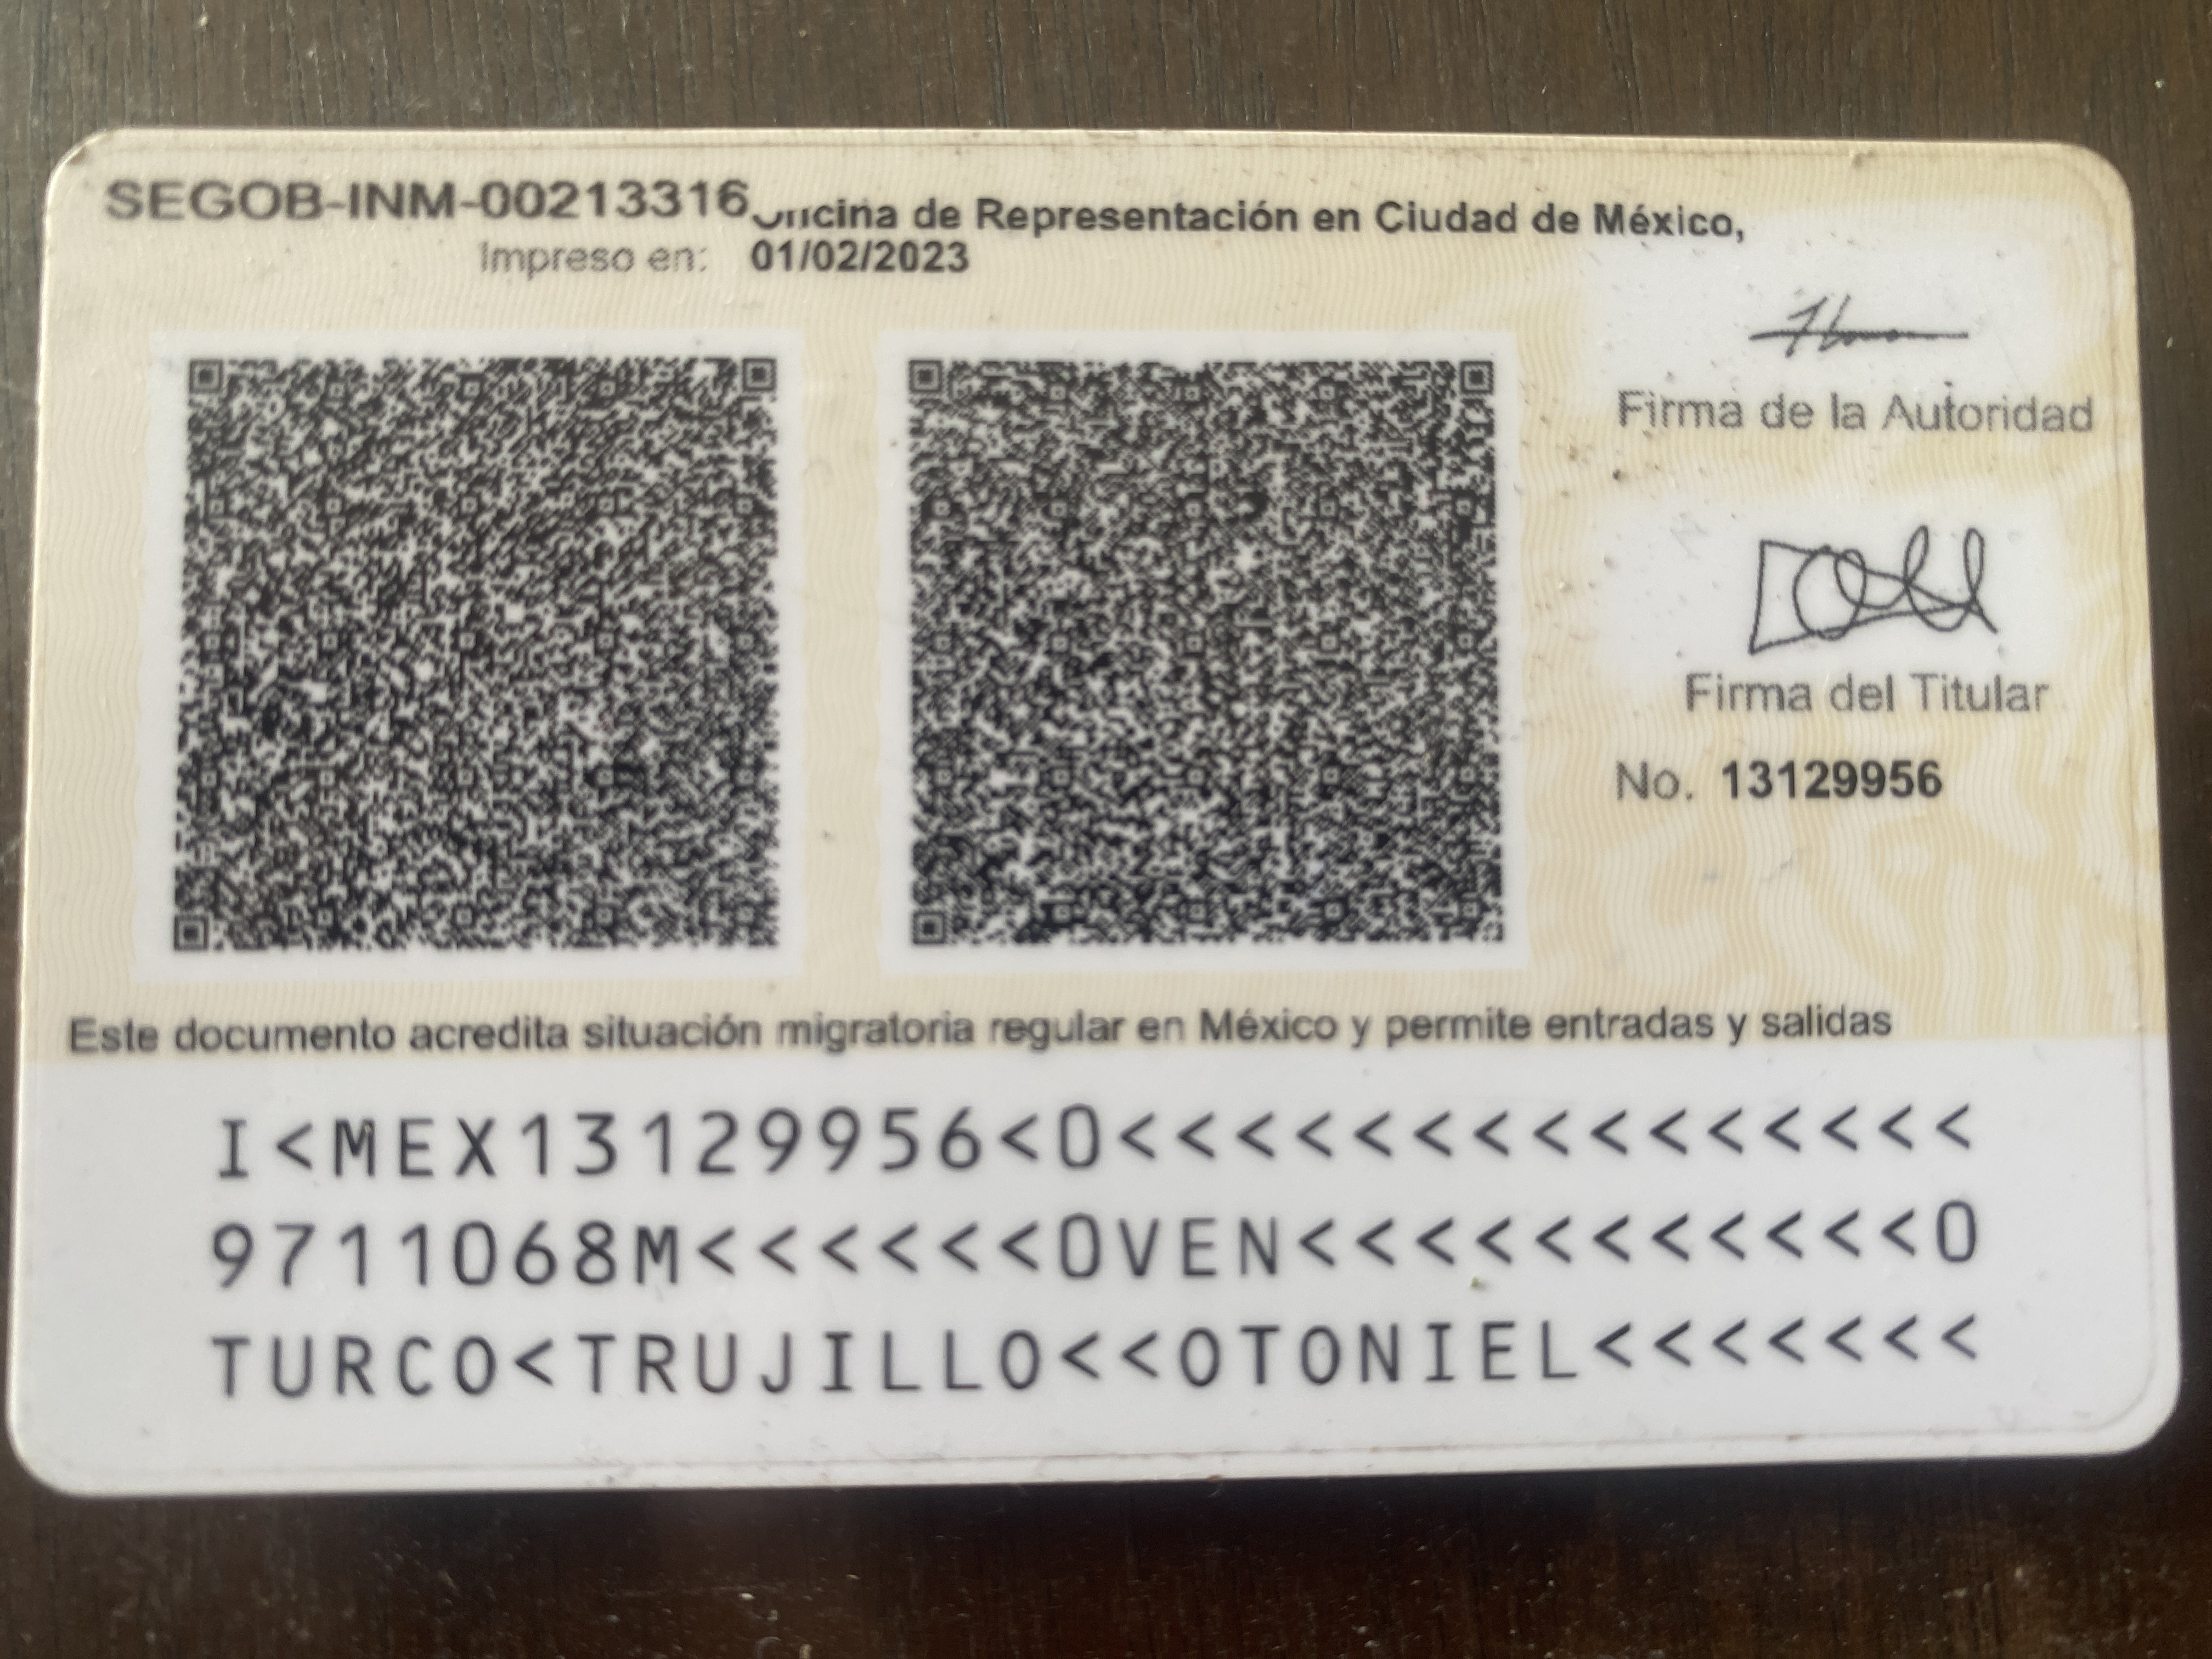 SEGOB-INM-00213316
Oficina de Representación en Ciudad de México,
Impreso en: 01/02/2023
Firma de la Autoridad
Firma del Titular
No. 13129956
Este documento acredita situación migratoria regular en México y permite entradas y salidas
I<MEX13129956<0<<<<<<<<<<<<<<<
9711068M<<<<<<0VEN<<<<<<<<<<<0
TURCO<TRUJILLO<<OTONIEL<<<<<<<